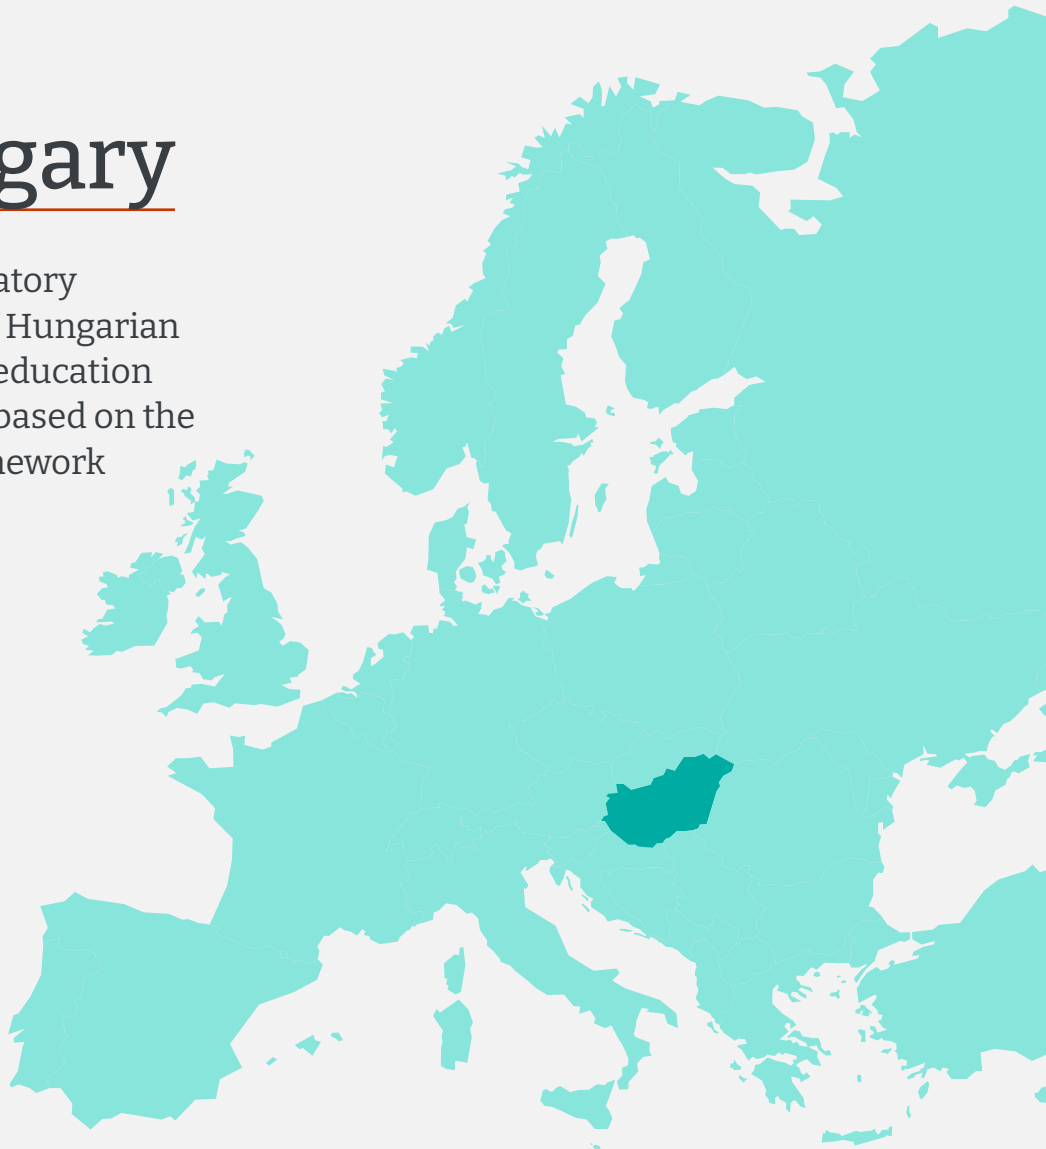 gary
atory
Hungarian
education
based on the
nework